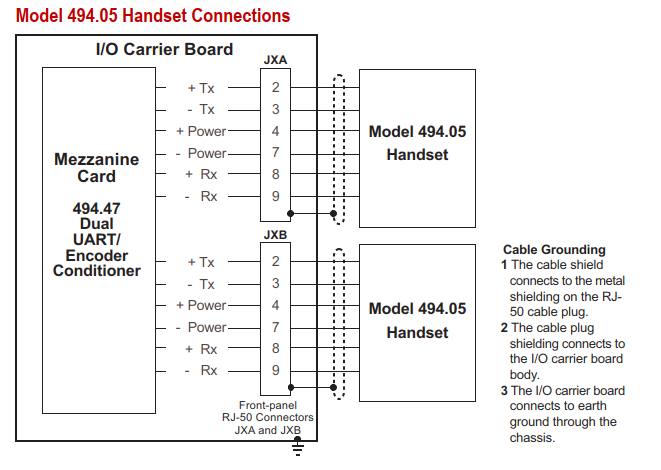 Model 494.05 Handset Connections
I/O Carrier Board
JXA
Mezzanine
Card
494.47
Dual
UART/
Encoder
Conditioner
+ Tx 2
- Tx 3
+ Power 4
- Power 7
+ Rx 8
- Rx 9
Model 494.05
Handset
JXB
+ Tx 2
- Tx 3
+ Power 4
- Power 7
+ Rx 8
- Rx 9
Model 494.05
Handset
Front-panel
RJ-50 Connectors
JXA and JXB
Cable Grounding
1 The cable shield
connects to the metal
shielding on the RJ-
50 cable plug.
2 The cable plug
shielding connects to
the I/O carrier board
body.
3 The I/O carrier board
connects to earth
ground through the
chassis.